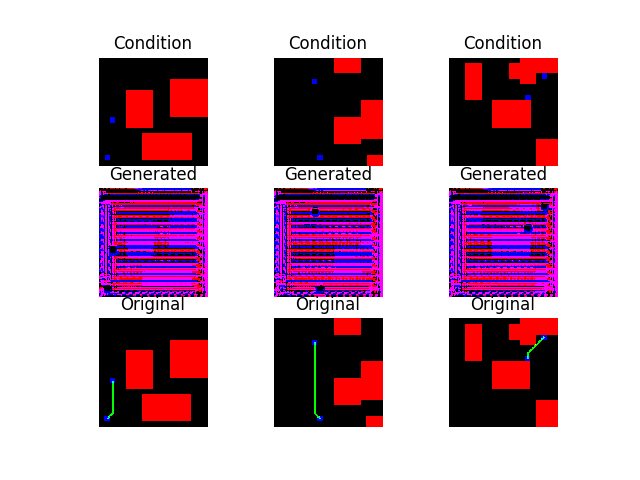 Condition
Condition
Condition
Generated
Generated
Generated
Original
Original
Original